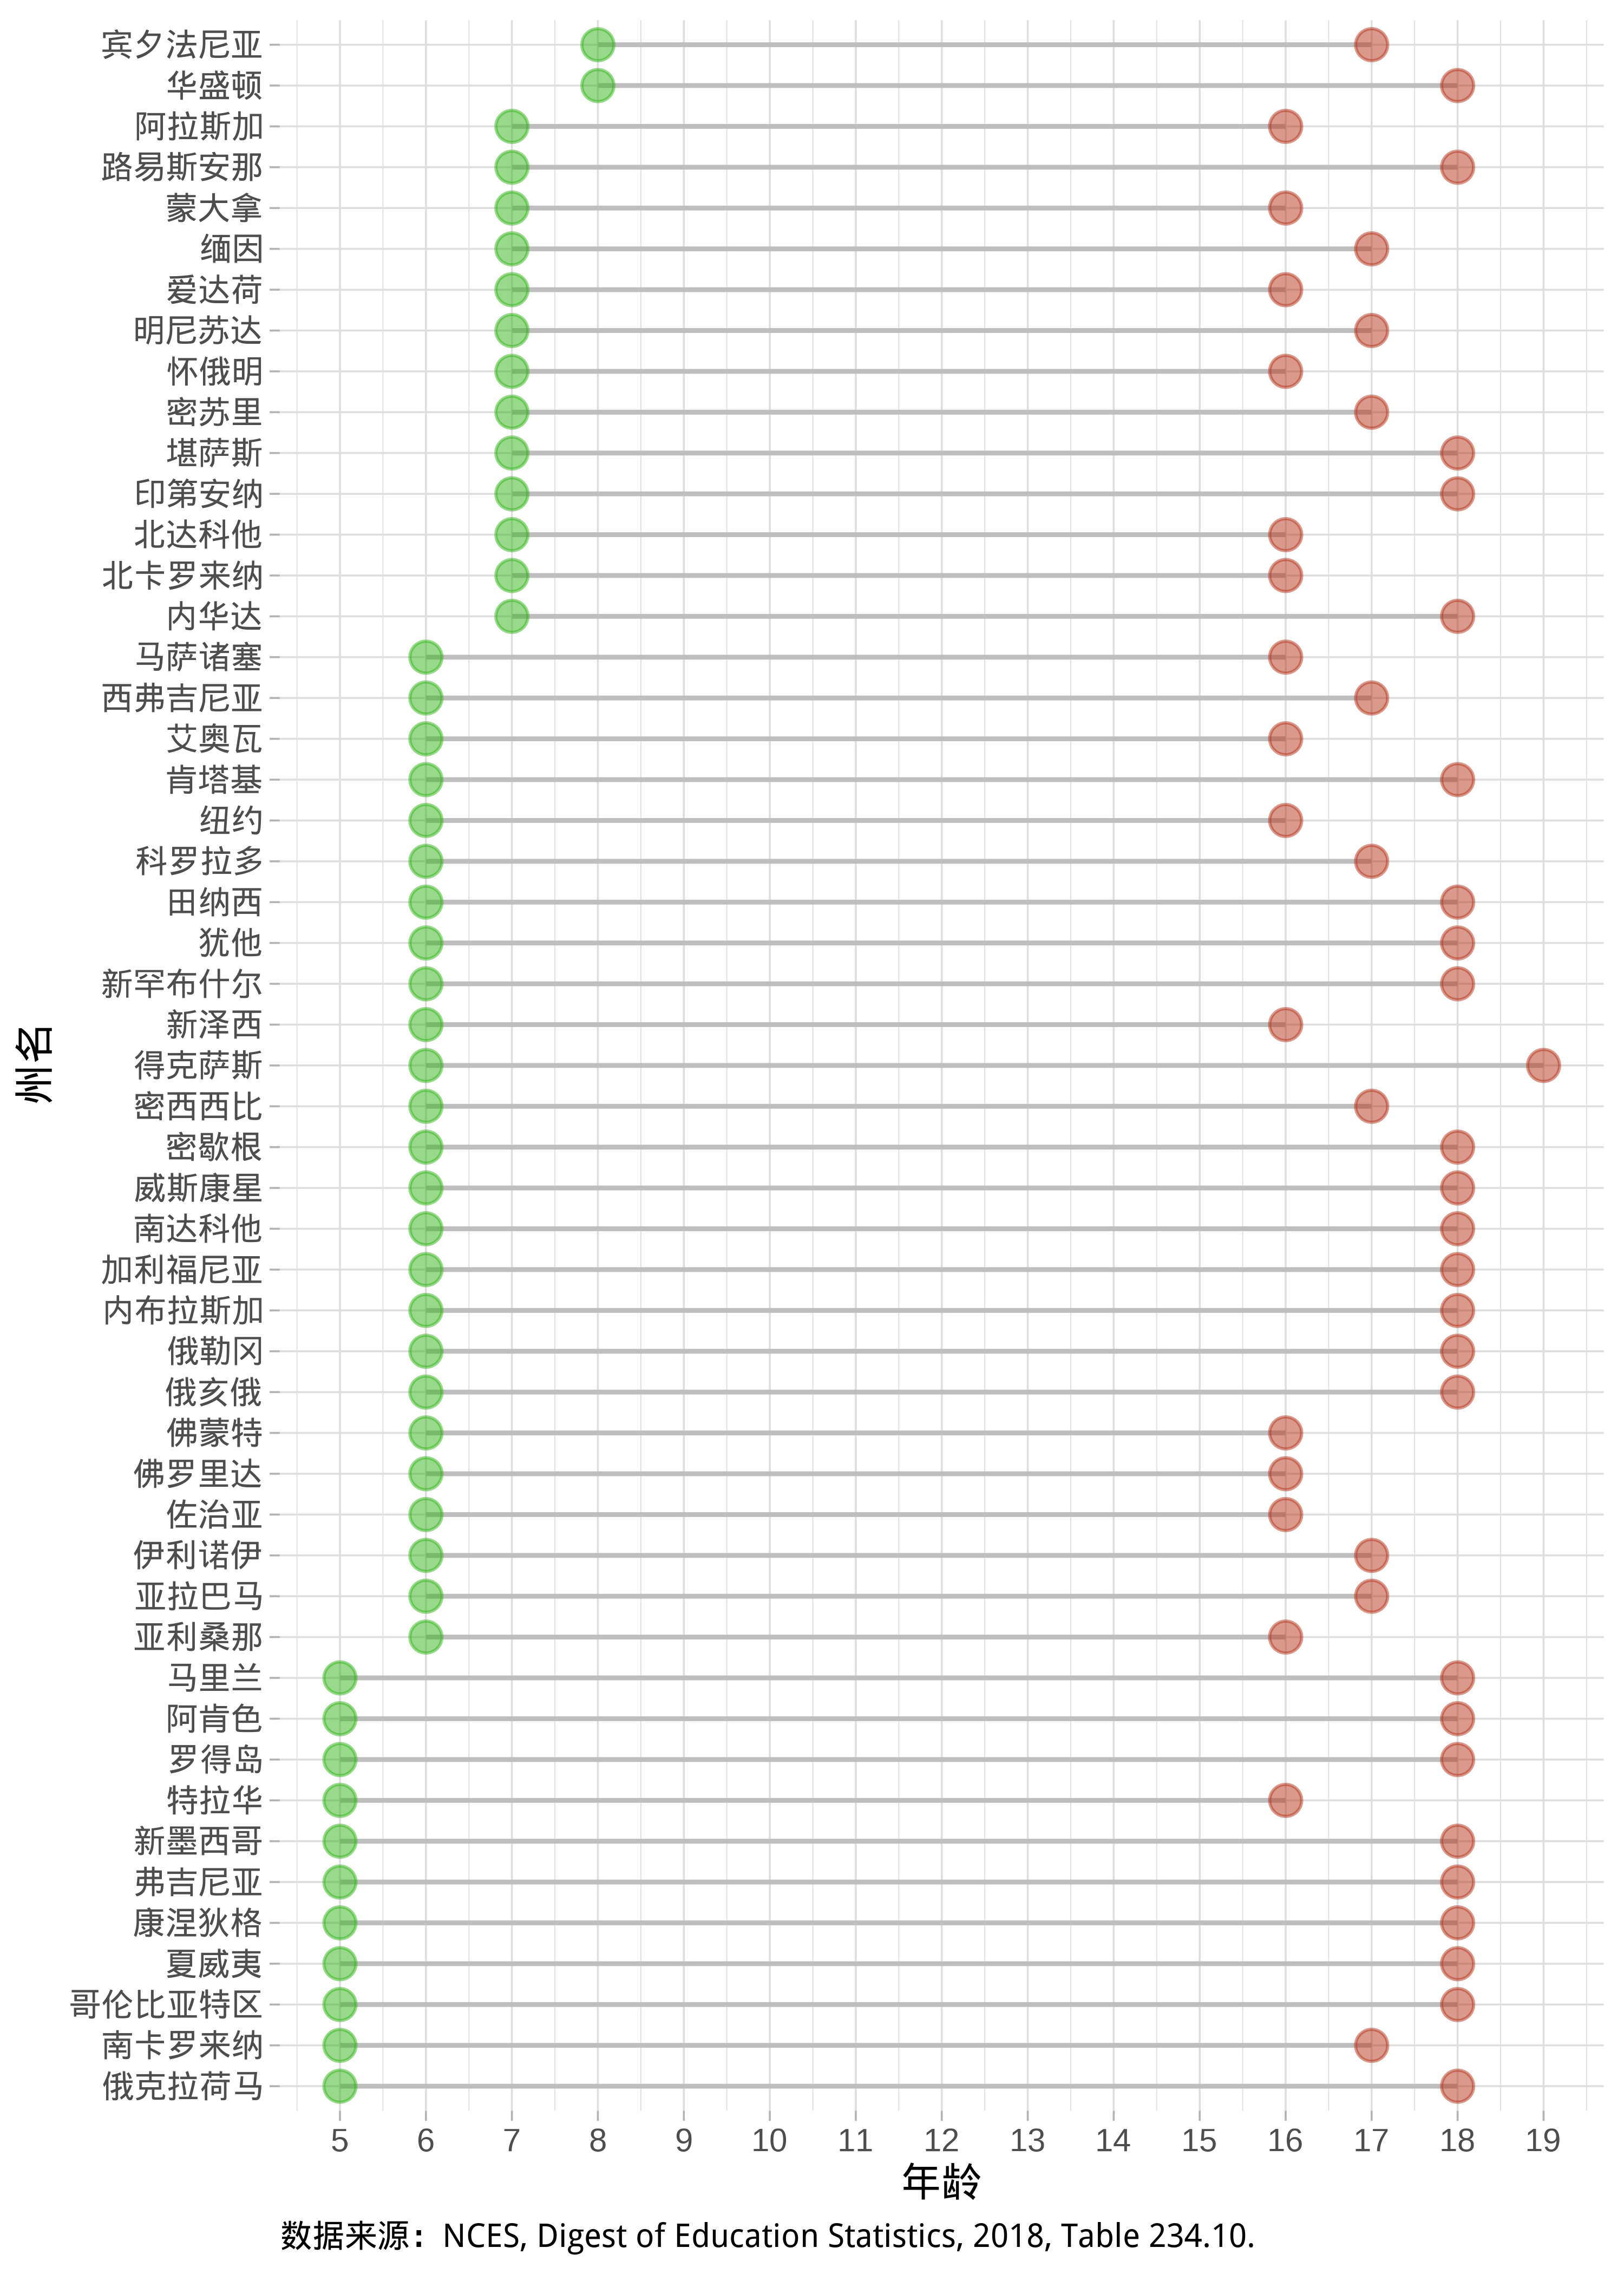 宾夕法尼亚
华盛顿
阿拉斯加
路易斯安那
蒙大拿
缅因
爱达荷
明尼苏达
怀俄明
密苏里
堪萨斯
印第安纳
北达科他
北卡罗来纳
内华达
马萨诸塞
西弗吉尼亚
艾奥瓦
肯塔基
纽约
科罗拉多
田纳西
犹他
新罕布什尔
新泽西
得克萨斯
密西西比
密歇根
威斯康星
南达科他
加利福尼亚
内布拉斯加
俄勒冈
俄亥俄
佛蒙特
佛罗里达
佐治亚
伊利诺伊
亚拉巴马
亚利桑那
马里兰
阿肯色
罗得岛
特拉华
新墨西哥
弗吉尼亚
康涅狄格
夏威夷
哥伦比亚特区
南卡罗来纳
俄克拉荷马
州名
5 6 7 8 9 10 11 12 13 14 15 16 17 18 19
年龄
数据来源：NCES, Digest of Education Statistics, 2018, Table 234.10.